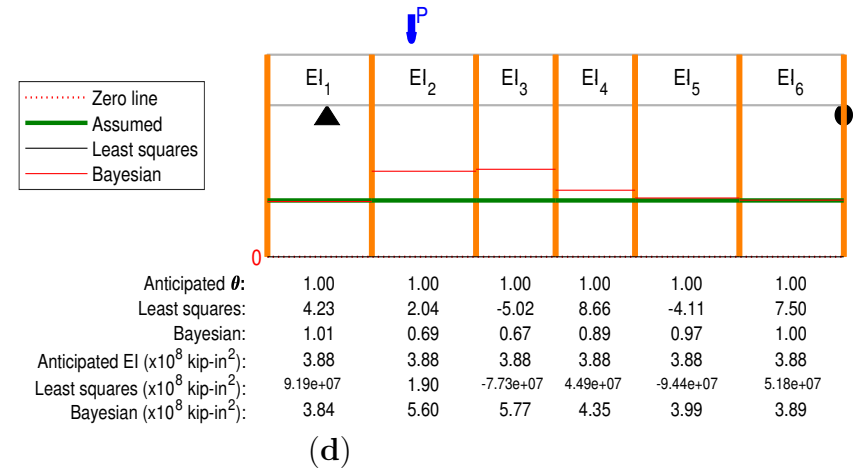 P
EI1 EI2 EI3 EI4 EI5 EI6
Zero line
Assumed
Least squares
Bayesian
0
Anticipated θ: 1.00 1.00 1.00 1.00 1.00 1.00
Least squares: 4.23 2.04 -5.02 8.66 -4.11 7.50
Bayesian: 1.01 0.69 0.67 0.89 0.97 1.00
Anticipated EI (x10^8 kip-in^2): 3.88 3.88 3.88 3.88 3.88 3.88
Least squares (x10^8 kip-in^2): 9.19e+07 1.90 -7.73e+07 4.49e+07 -9.44e+07 5.18e+07
Bayesian (x10^8 kip-in^2): 3.84 5.60 5.77 4.35 3.99 3.89
(d)